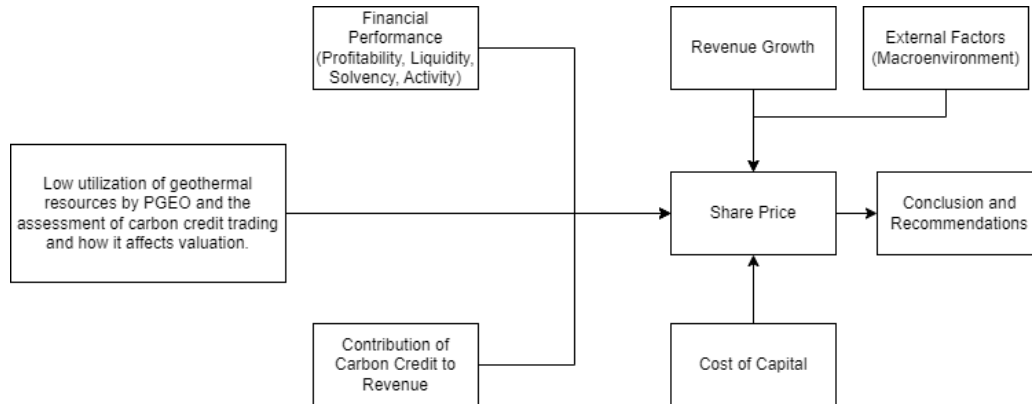 Financial
Performance
(Profitability, Liquidity,
Solvency, Activity)
Revenue Growth
External Factors
(Macroenvironment)
Low utilization of geothermal
resources by PGEO and the
assessment of carbon credit trading
and how it affects valuation.
Share Price
Conclusion and
Recommendations
Contribution of
Carbon Credit to
Revenue
Cost of Capital